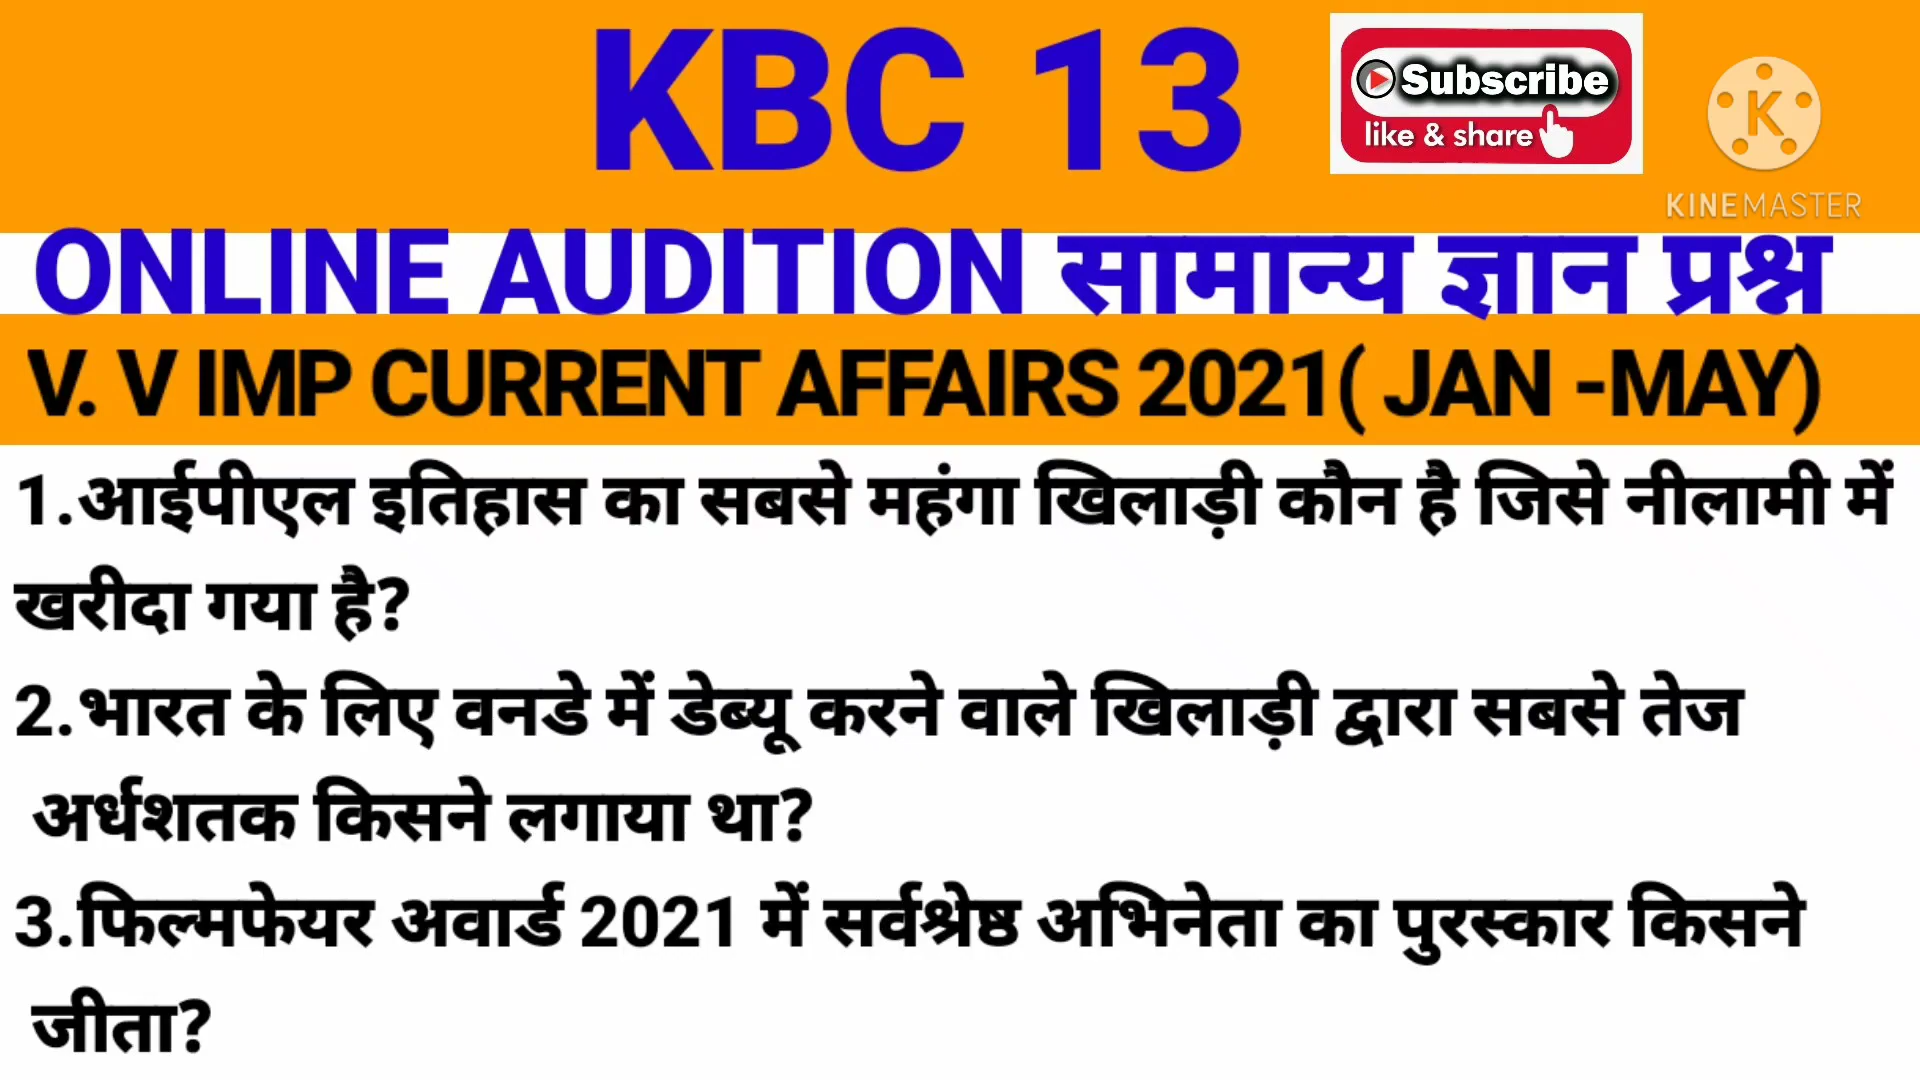 KBC 13
Subscribe
like & share
K
KINEMASTER
ONLINE AUDITION सामान्य ज्ञान प्रश्न
V. V IMP CURRENT AFFAIRS 2021( JAN -MAY)
1.आईपीएल इतिहास का सबसे महंगा खिलाड़ी कौन है जिसे नीलामी में
खरीदा गया है?
2.भारत के लिए वनडे में डेब्यू करने वाले खिलाड़ी द्वारा सबसे तेज
अर्धशतक किसने लगाया था?
3.फिल्मफेयर अवार्ड 2021 में सर्वश्रेष्ठ अभिनेता का पुरस्कार किसने
जीता?